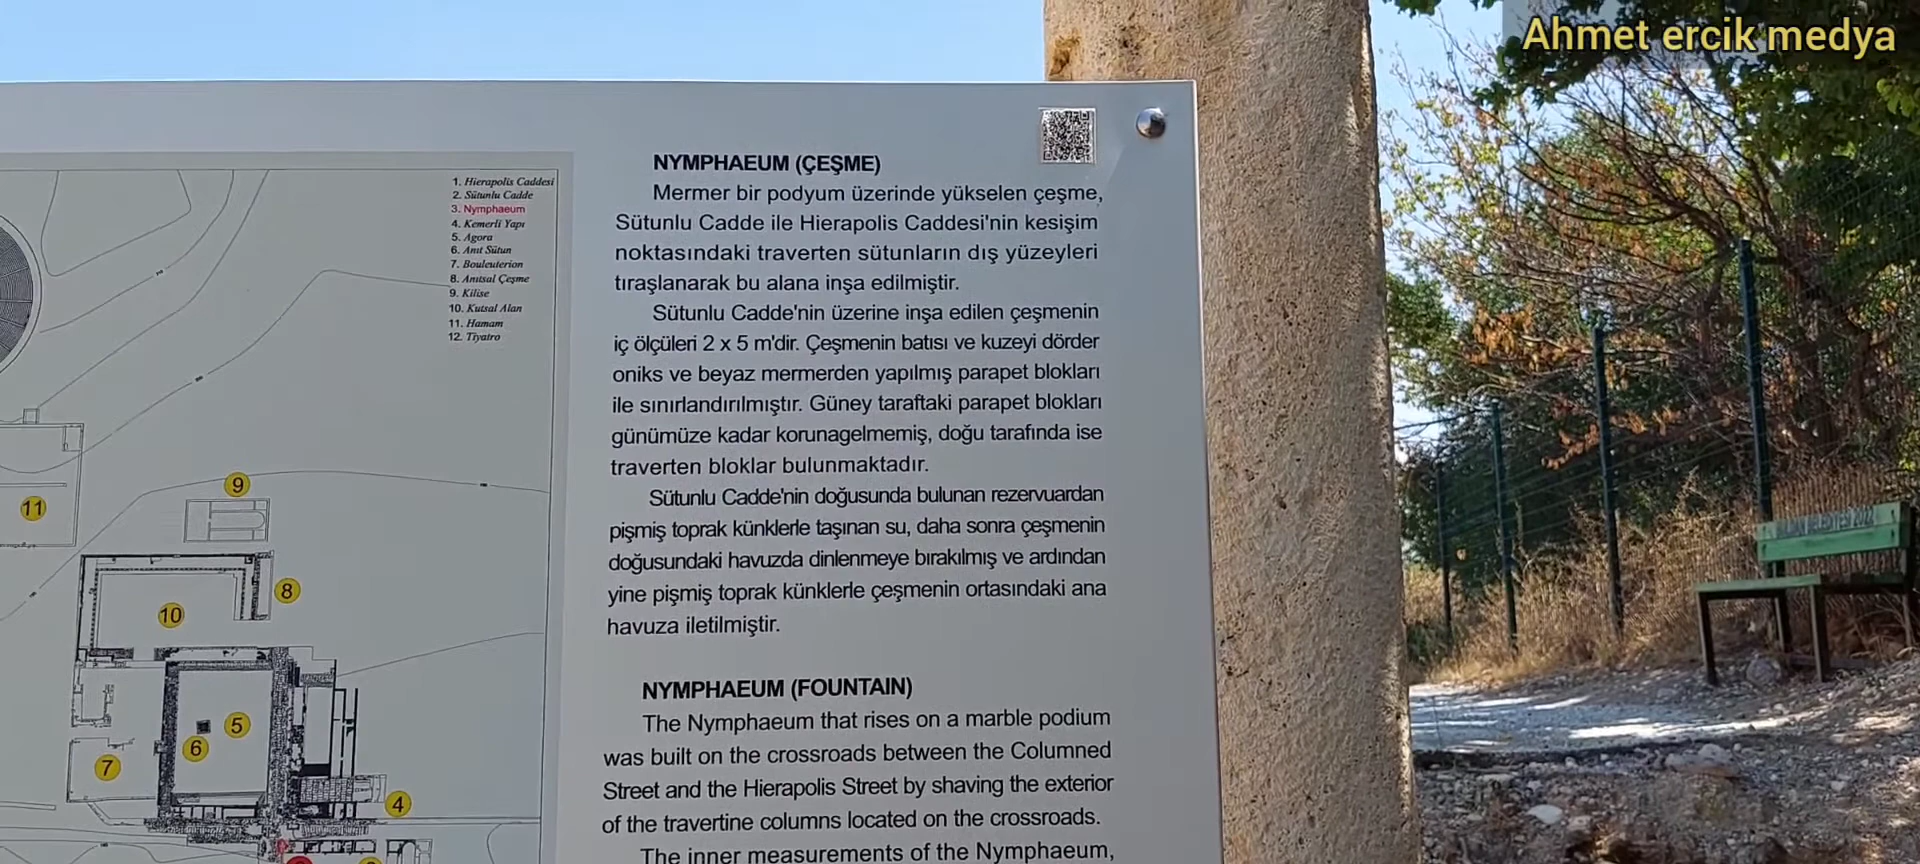 Ahmet ercik medya
1. Hierapolis Caddesi
2. Sütunlu Cadde
3. Nymphaeum
4. Kemerli Yapı
5. Agora
6. Anıt Sütun
7. Bouleuterion
8. Anıtsal Çeşme
9. Kilise
10. Kutsal Alan
11. Hamam
12. Tiyatro
9
11
8
10
5
6
7
4
NYMPHAEUM (ÇEŞME)
Mermer bir podyum üzerinde yükselen çeşme,
Sütunlu Cadde ile Hierapolis Caddesi'nin kesişim
noktasındaki traverten sütunların dış yüzeyleri
tıraşlanarak bu alana inşa edilmiştir.
Sütunlu Cadde'nin üzerine inşa edilen çeşmenin
iç ölçüleri 2 x 5 m'dir. Çeşmenin batısı ve kuzeyi dörder
oniks ve beyaz mermerden yapılmış parapet blokları
ile sınırlandırılmıştır. Güney taraftaki parapet blokları
günümüze kadar korunagelmemiş, doğu tarafında ise
traverten bloklar bulunmaktadır.
Sütunlu Cadde'nin doğusunda bulunan rezervuardan
pişmiş toprak künklerle taşınan su, daha sonra çeşmenin
doğusundaki havuzda dinlenmeye bırakılmış ve ardından
yine pişmiş toprak künklerle çeşmenin ortasındaki ana
havuza iletilmiştir.
NYMPHAEUM (FOUNTAIN)
The Nymphaeum that rises on a marble podium
was built on the crossroads between the Columned
Street and the Hierapolis Street by shaving the exterior
of the travertine columns located on the crossroads.
The inner measurements of the Nymphaeum,
BELEDİYESİ 2022